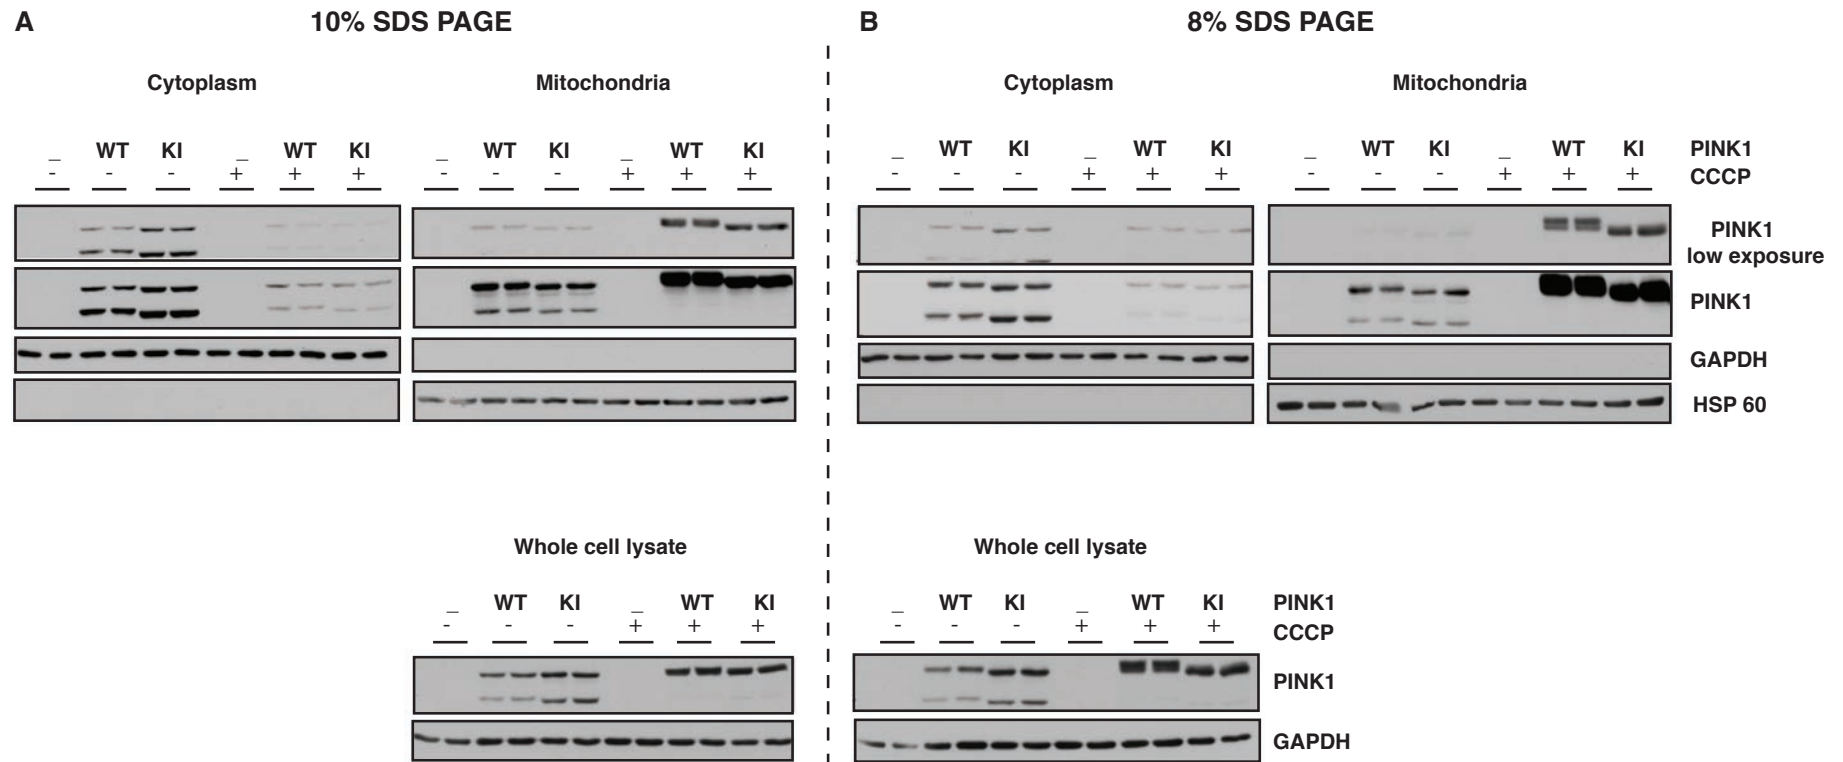 A 10% SDS PAGE
Cytoplasm Mitochondria
_ WT KI _ WT KI _ WT KI _ WT KI
- - - + + + - - - + + +
B 8% SDS PAGE
Cytoplasm Mitochondria
_ WT KI _ WT KI _ WT KI _ WT KI PINK1
- - - + + + - - - + + + CCCP
PINK1
low exposure
PINK1
GAPDH
HSP 60
Whole cell lysate
_ WT KI _ WT KI
- - - + + +
Whole cell lysate
_ WT KI _ WT KI PINK1
- - - + + + CCCP
PINK1
GAPDH